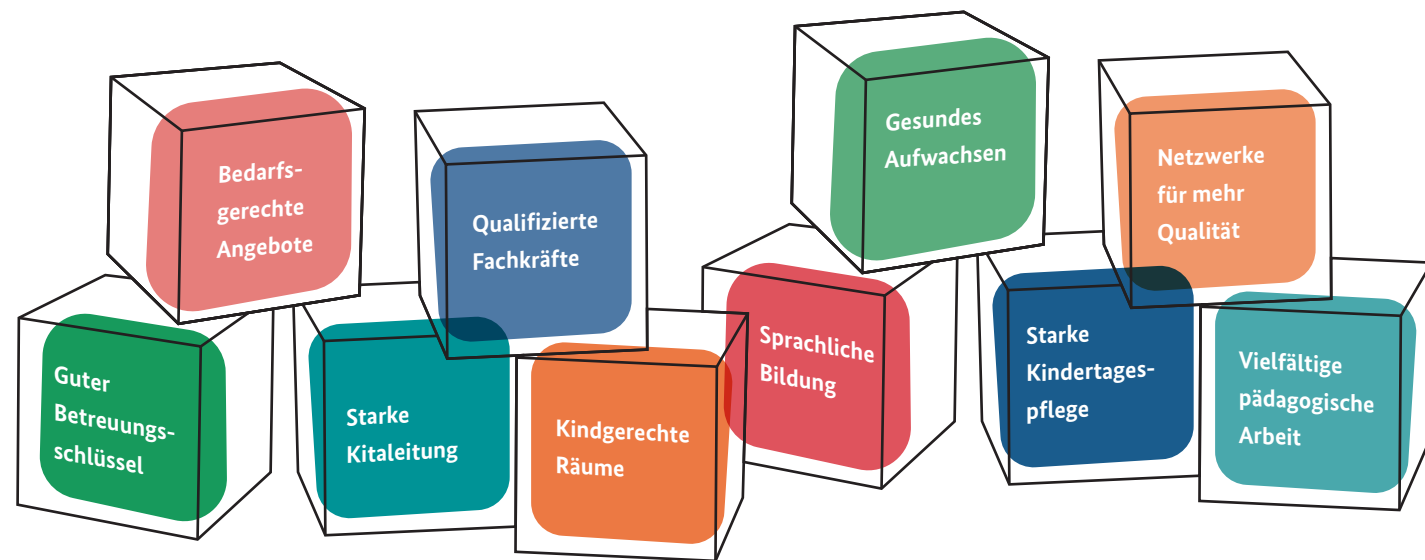 Bedarfs-
gerechte
Angebote
Qualifizierte
Fachkräfte
Gesundes
Aufwachsen
Netzwerke
für mehr
Qualität
Guter
Betreuungs-
schlüssel
Starke
Kitaleitung
Kindgerechte
Räume
Sprachliche
Bildung
Starke
Kindertages-
pflege
Vielfältige
pädagogische
Arbeit